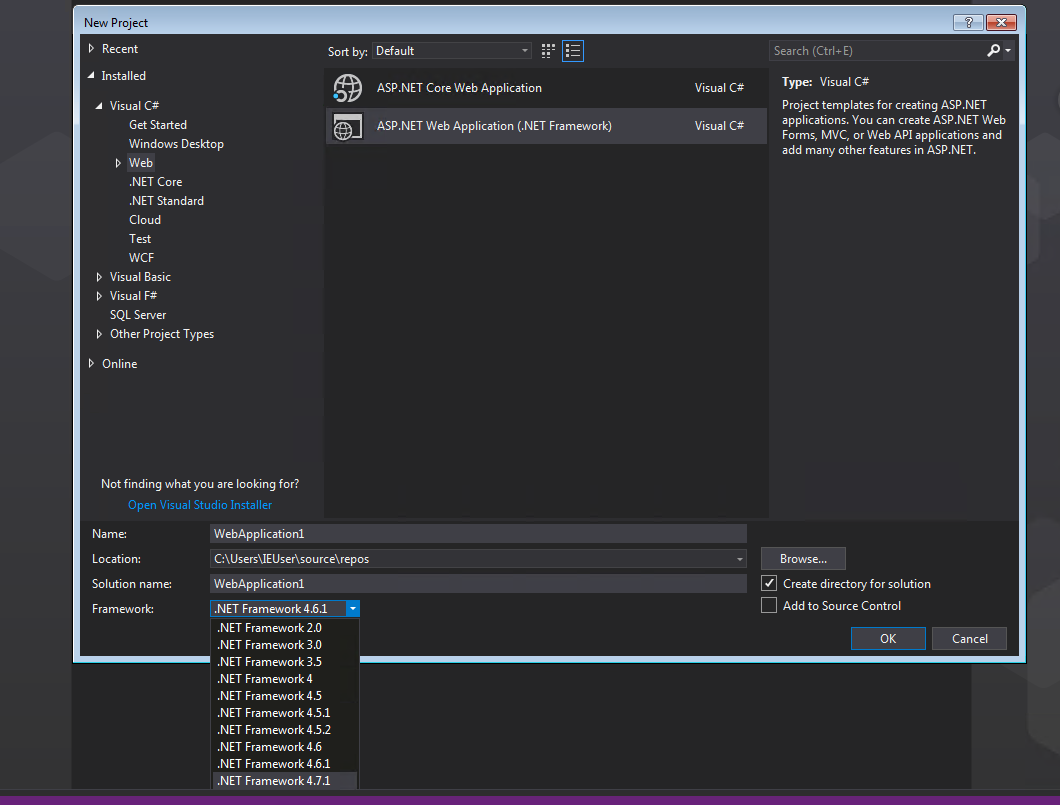 New Project
?
Recent
Installed
Visual C#
Get Started
Windows Desktop
Web
.NET Core
.NET Standard
Cloud
Test
WCF
Visual Basic
Visual F#
SQL Server
Other Project Types
Online
Not finding what you are looking for?
Open Visual Studio Installer
Sort by: Default
ASP.NET Core Web Application Visual C#
ASP.NET Web Application (.NET Framework) Visual C#
Search (Ctrl+E)
Type: Visual C#
Project templates for creating ASP.NET
applications. You can create ASP.NET Web
Forms, MVC, or Web API applications and
add many other features in ASP.NET.
Name: WebApplication1
Location: C:\Users\IEUser\source\repos
Browse...
Solution name: WebApplication1
Create directory for solution
Framework: .NET Framework 4.6.1
Add to Source Control
.NET Framework 2.0
.NET Framework 3.0
.NET Framework 3.5
.NET Framework 4
.NET Framework 4.5
.NET Framework 4.5.1
.NET Framework 4.5.2
.NET Framework 4.6
.NET Framework 4.6.1
.NET Framework 4.7.1
OK Cancel